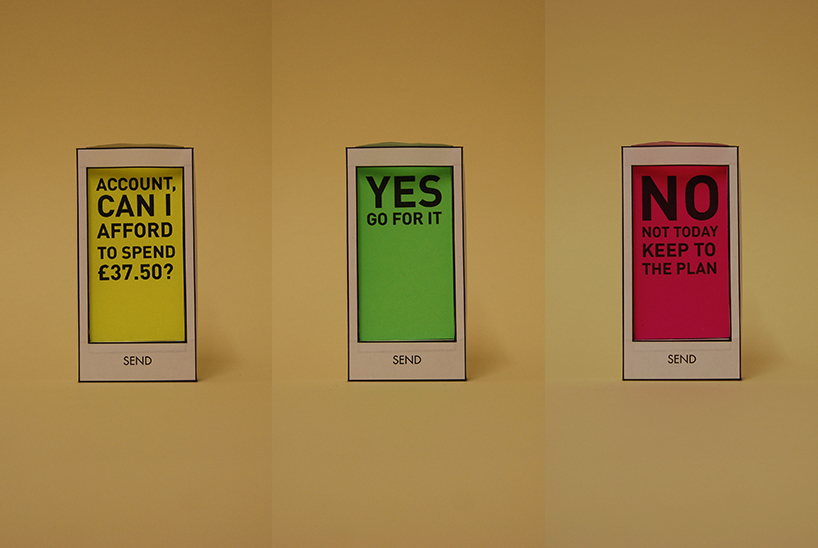 ACCOUNT,
CAN I
AFFORD
TO SPEND
£37.50?
SEND
YES
GO FOR IT
SEND
NO
NOT TODAY
KEEP TO
THE PLAN
SEND